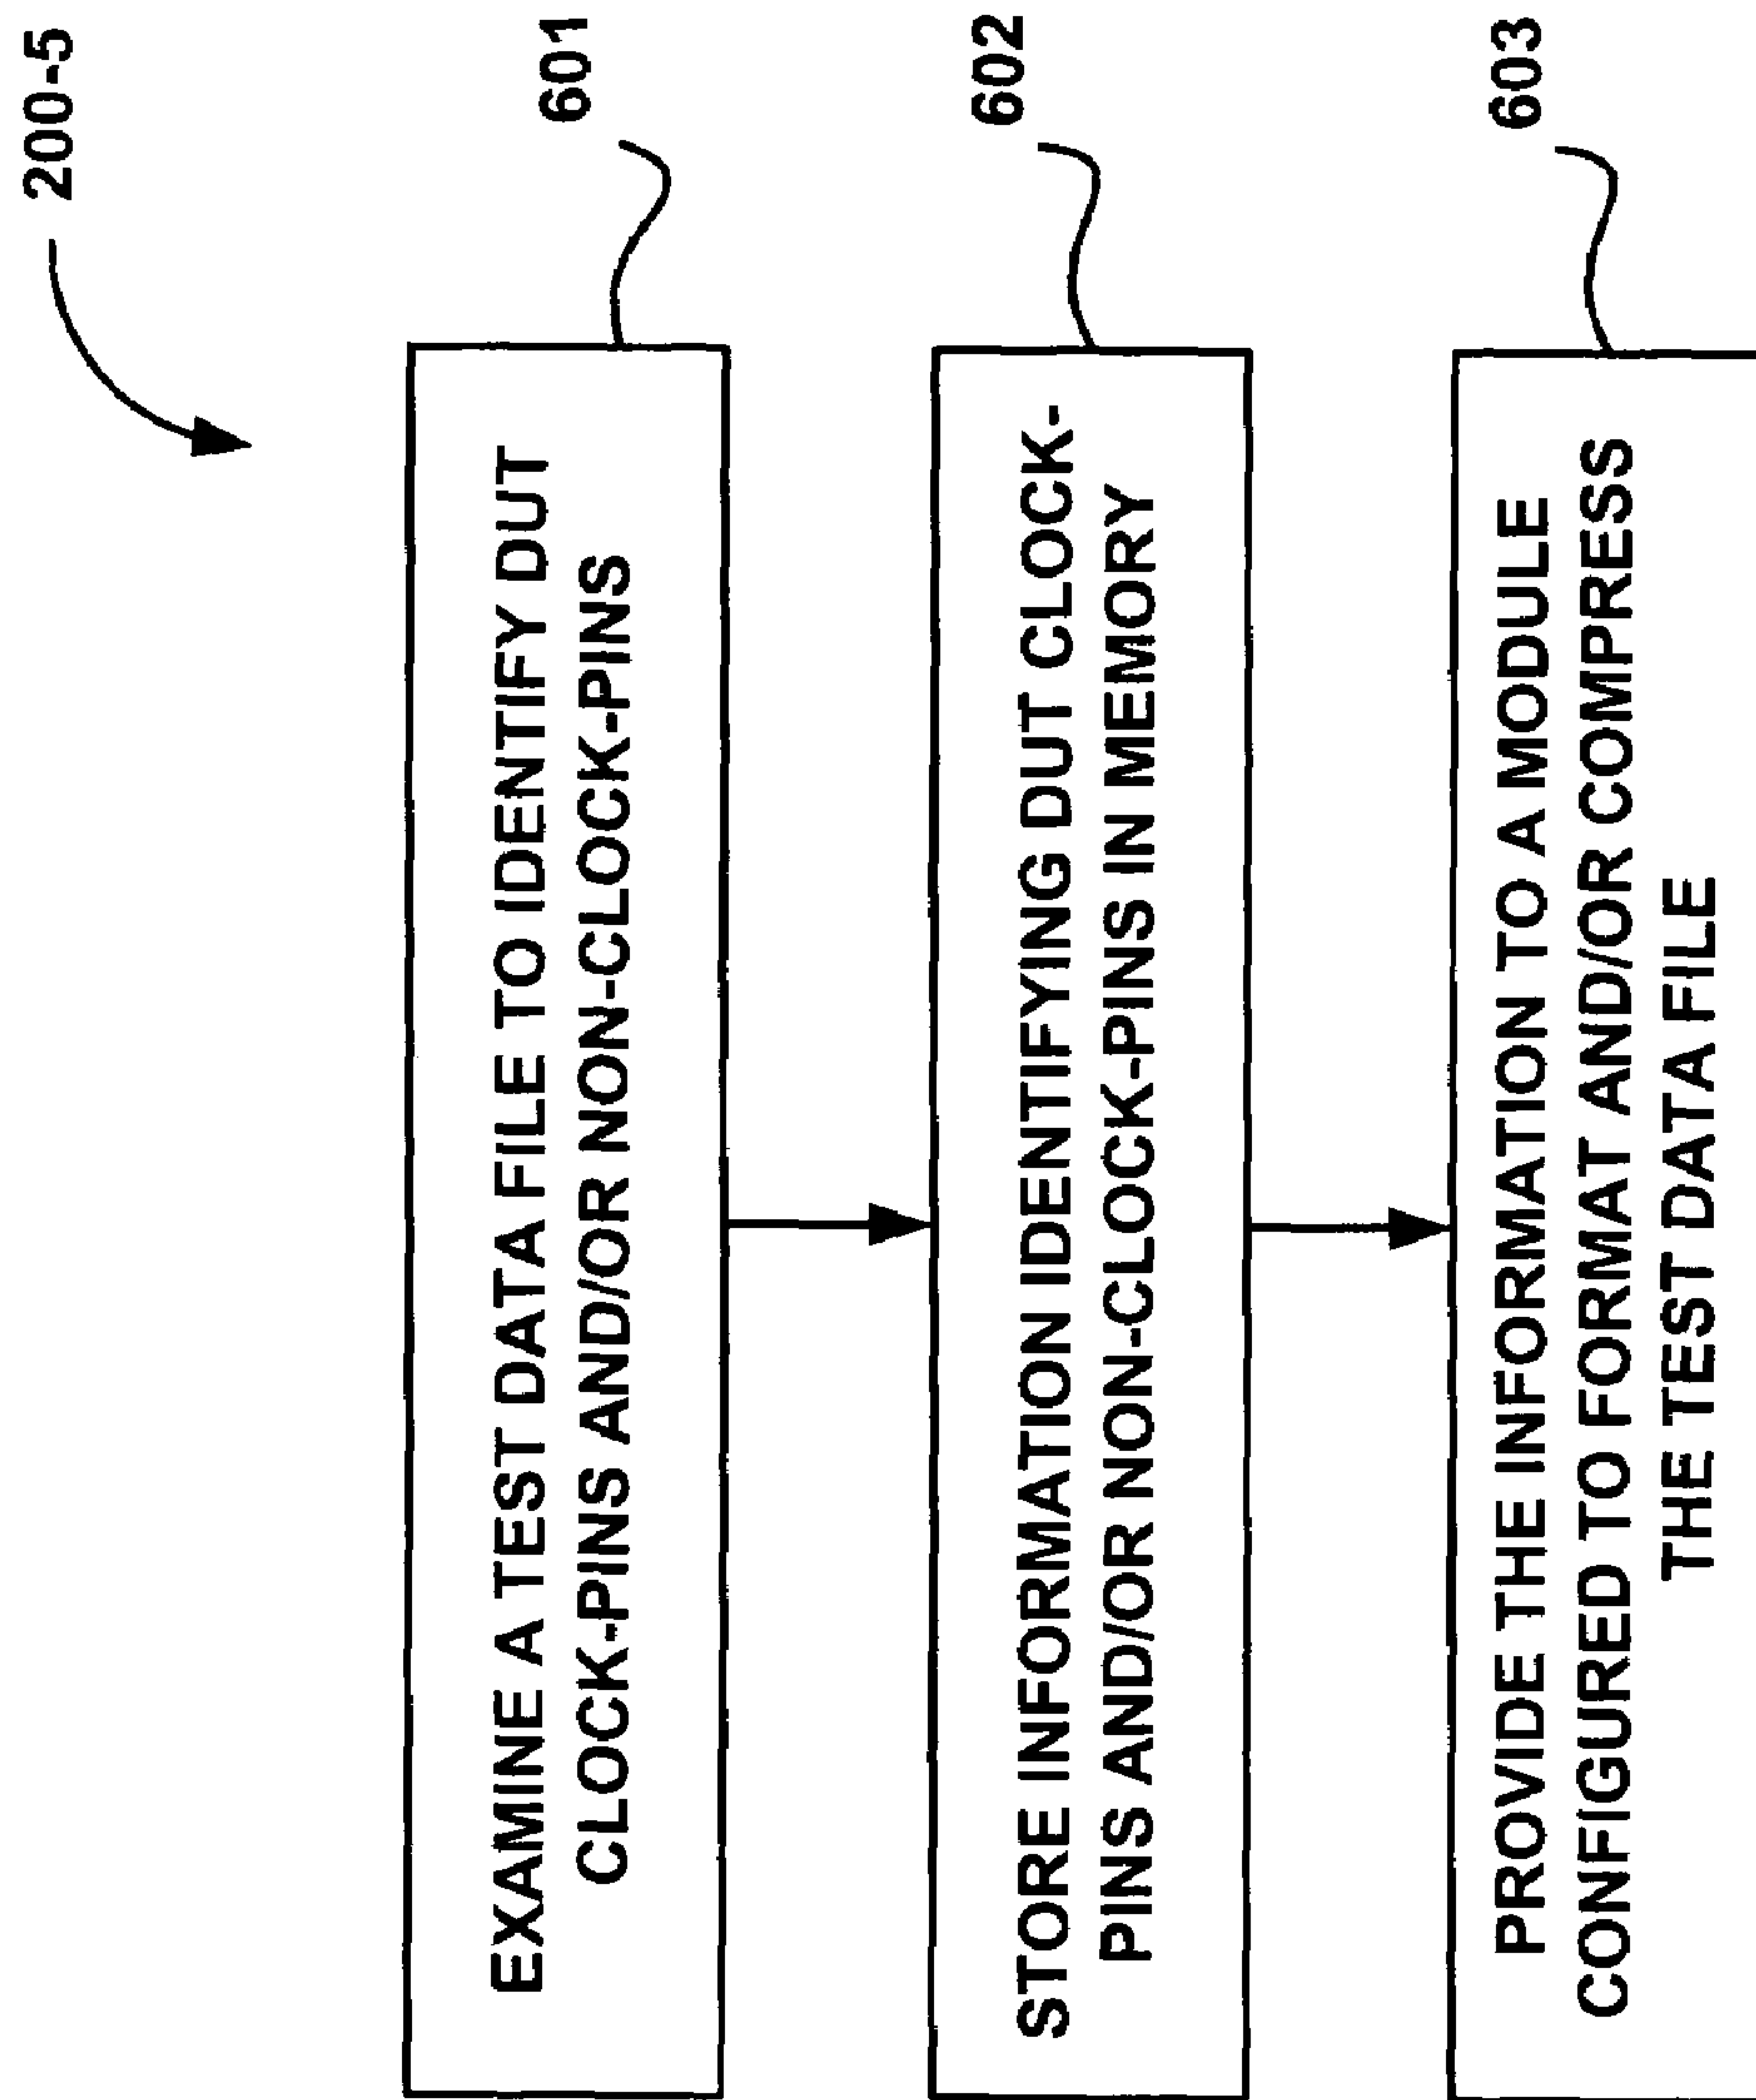 200-5
601
EXAMINE A TEST DATA FILE TO IDENTIFY DUT
CLOCK-PINS AND/OR NON-CLOCK-PINS
602
STORE INFORMATION IDENTIFYING DUT CLOCK-
PINS AND/OR NON-CLOCK-PINS IN MEMORY
603
PROVIDE THE INFORMATION TO A MODULE
CONFIGURED TO FORMAT AND/OR COMPRESS
THE TEST DATA FILE